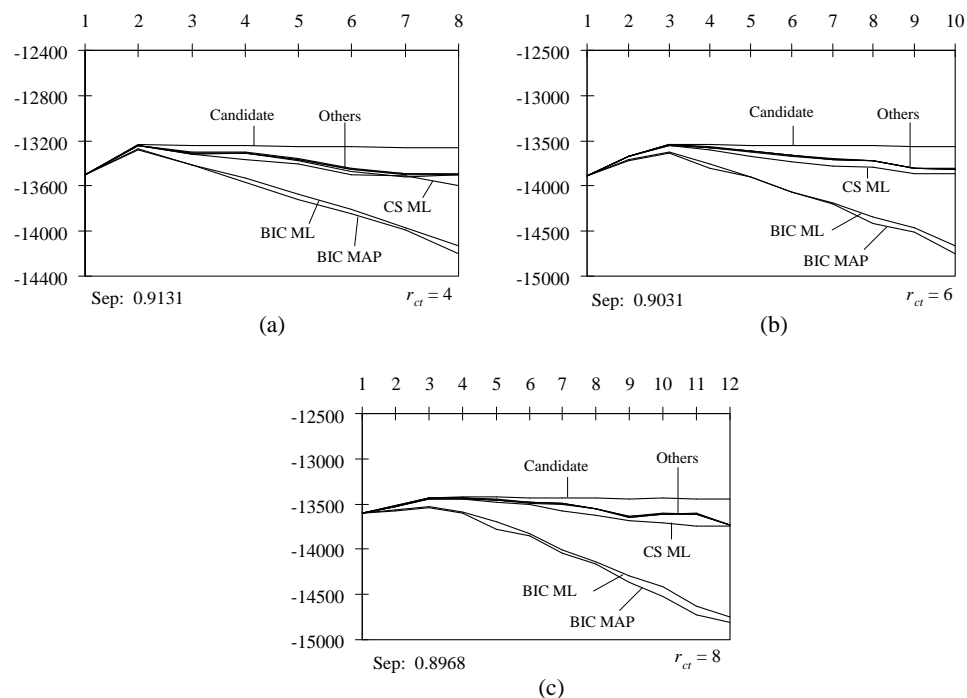 1 2 3 4 5 6 7 8
-12400
-12800
-13200
-13600
-14000
-14400
Candidate
Others
CS ML
BIC ML
BIC MAP
Sep: 0.9131
r_ct = 4
(a)
1 2 3 4 5 6 7 8 9 10
-12500
-13000
-13500
-14000
-14500
-15000
Candidate
Others
CS ML
BIC ML
BIC MAP
Sep: 0.9031
r_ct = 6
(b)
1 2 3 4 5 6 7 8 9 10 11 12
-12500
-13000
-13500
-14000
-14500
-15000
Candidate
Others
CS ML
BIC ML
BIC MAP
Sep: 0.8968
r_ct = 8
(c)